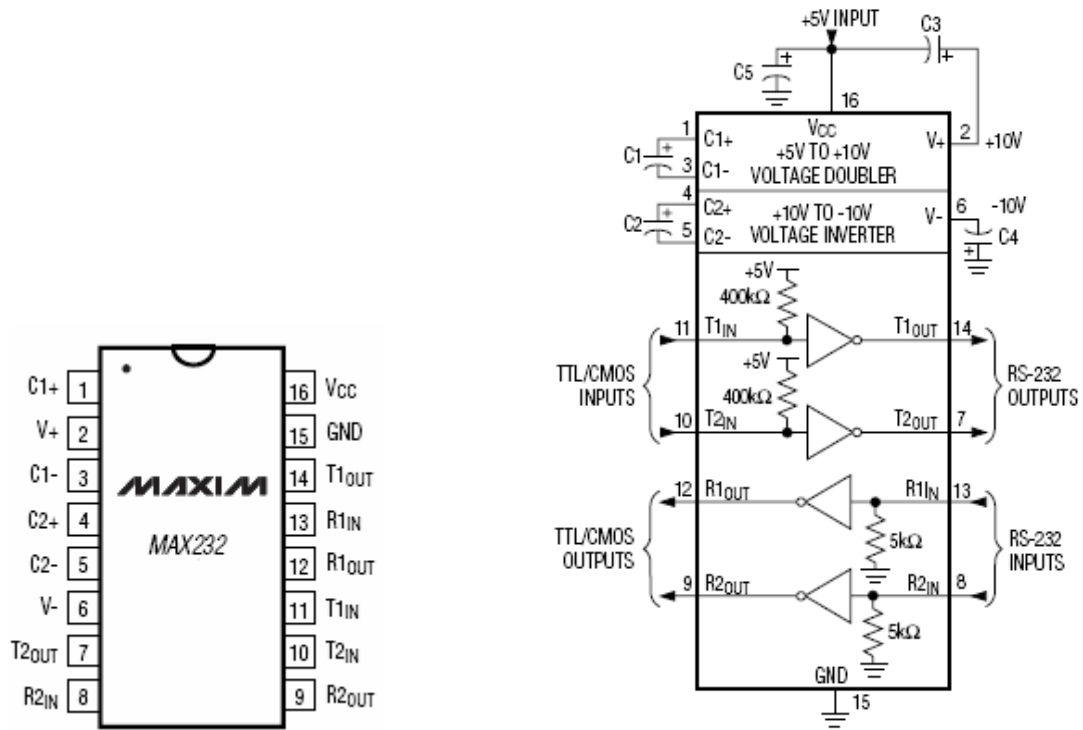 C1+ 1
V+ 2
C1- 3
C2+ 4
C2- 5
V- 6
T2OUT 7
R2IN 8
MAXIM
MAX232
16 VCC
15 GND
14 T1OUT
13 R1IN
12 R1OUT
11 T1IN
10 T2IN
9 R2OUT
+5V INPUT
C3
+
C5 +
+
16
1 C1+
C1 +
3 C1-
VCC
+5V TO +10V
VOLTAGE DOUBLER
V+ 2 +10V
4 C2+
C2 +
5 C2-
+10V TO -10V
VOLTAGE INVERTER
V- 6 -10V
C4
+
+5V
400kΩ
11 T1IN
T1OUT 14
+5V
400kΩ
10 T2IN
T2OUT 7
TTL/CMOS
INPUTS
RS-232
OUTPUTS
12 R1OUT
R1IN 13
5kΩ
9 R2OUT
R2IN 8
5kΩ
TTL/CMOS
OUTPUTS
RS-232
INPUTS
GND
15